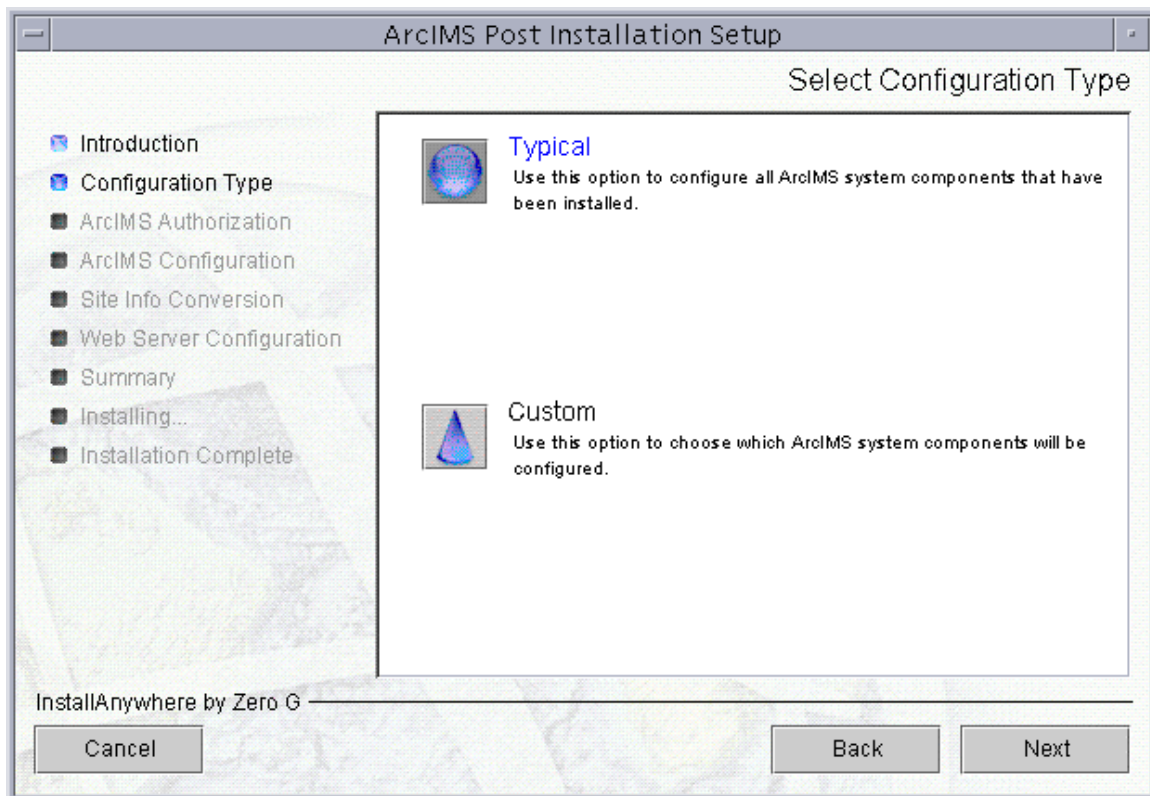 ArcIMS Post Installation Setup
Select Configuration Type
Introduction
Configuration Type
ArcIMS Authorization
ArcIMS Configuration
Site Info Conversion
Web Server Configuration
Summary
Installing...
Installation Complete
Typical
Use this option to configure all ArcIMS system components that have
been installed.
Custom
Use this option to choose which ArcIMS system components will be
configured.
InstallAnywhere by Zero G
Cancel
Back
Next